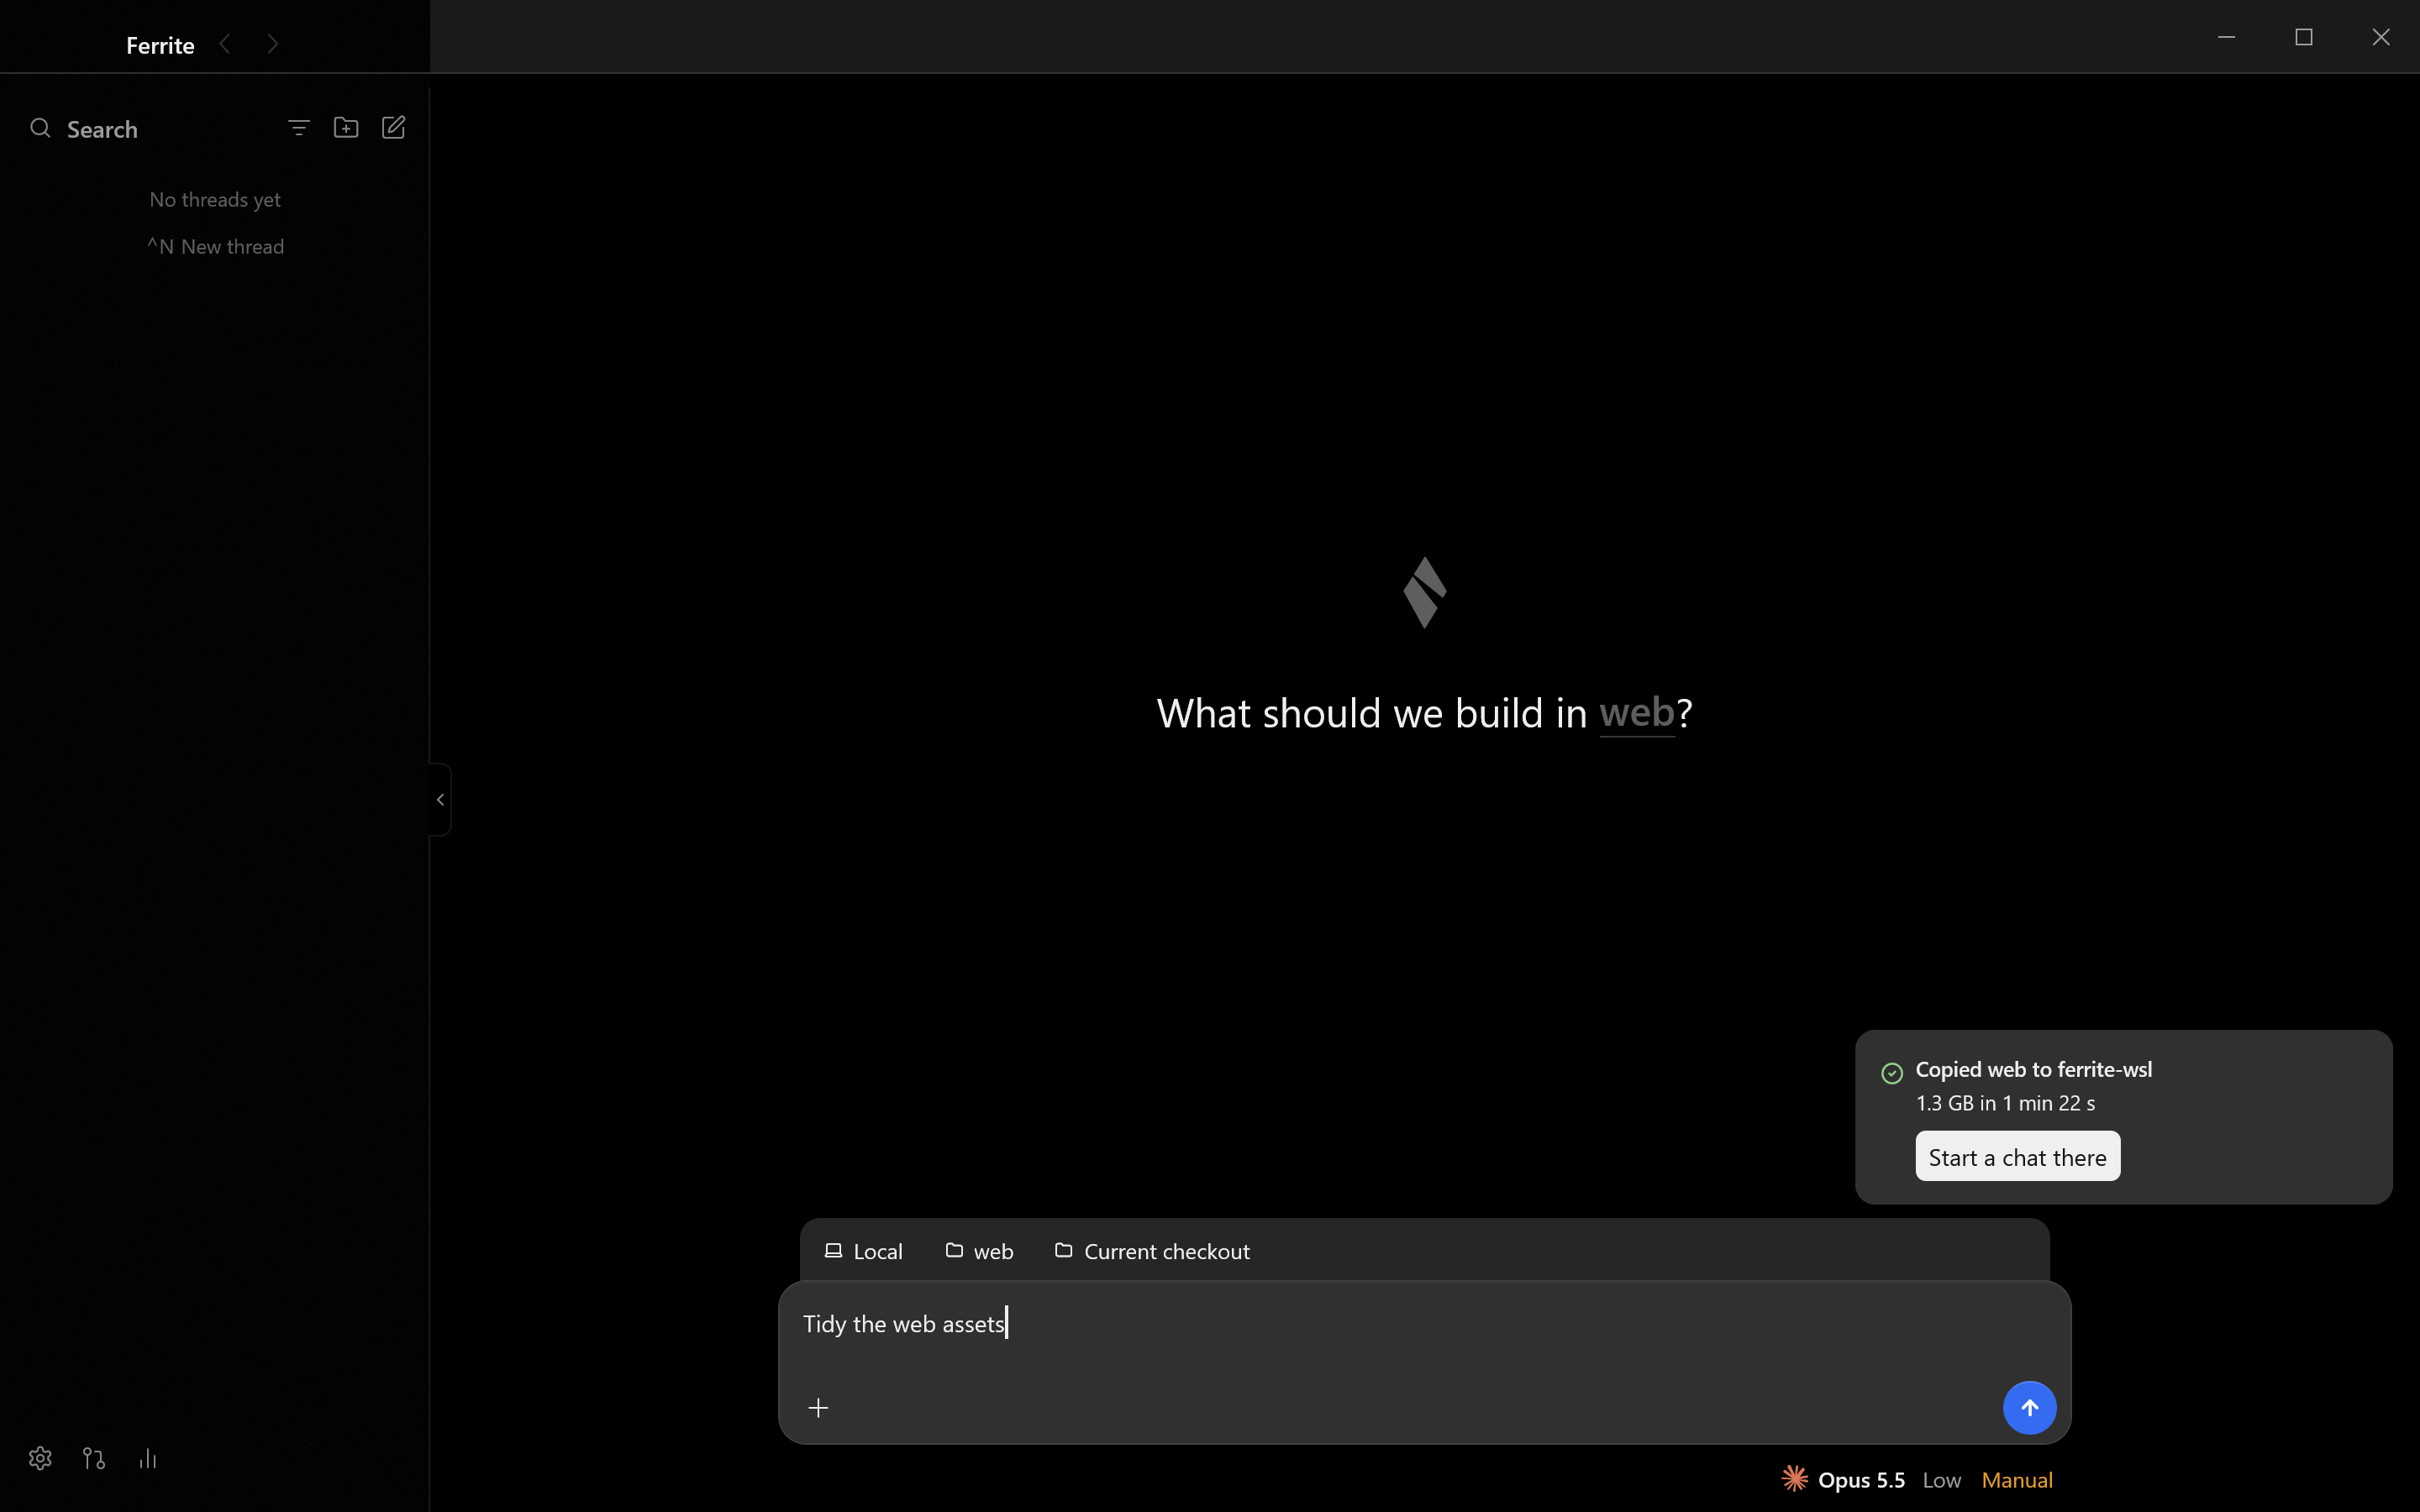 Ferrite
Search
No threads yet
^N New thread
What should we build in web?
Copied web to ferrite-wsl
1.3 GB in 1 min 22 s
Start a chat there
Local web Current checkout
Tidy the web assets
Opus 5.5 Low Manual